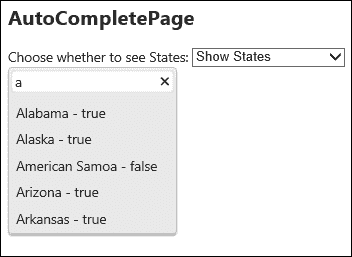 AutoCompletePage
Choose whether to see States: Show States
a
Alabama - true
Alaska - true
American Samoa - false
Arizona - true
Arkansas - true